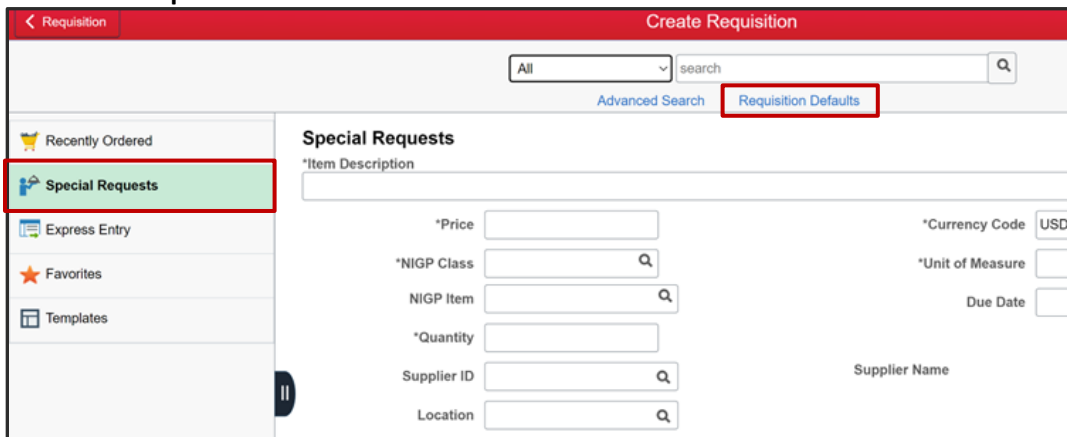 Requisition
Create Requisition
All
search
Advanced Search
Requisition Defaults
Recently Ordered
Special Requests
Express Entry
Favorites
Templates
Special Requests
*Item Description
*Price
*Currency Code USD
*NIGP Class
*Unit of Measure
NIGP Item
Due Date
*Quantity
Supplier ID
Supplier Name
Location